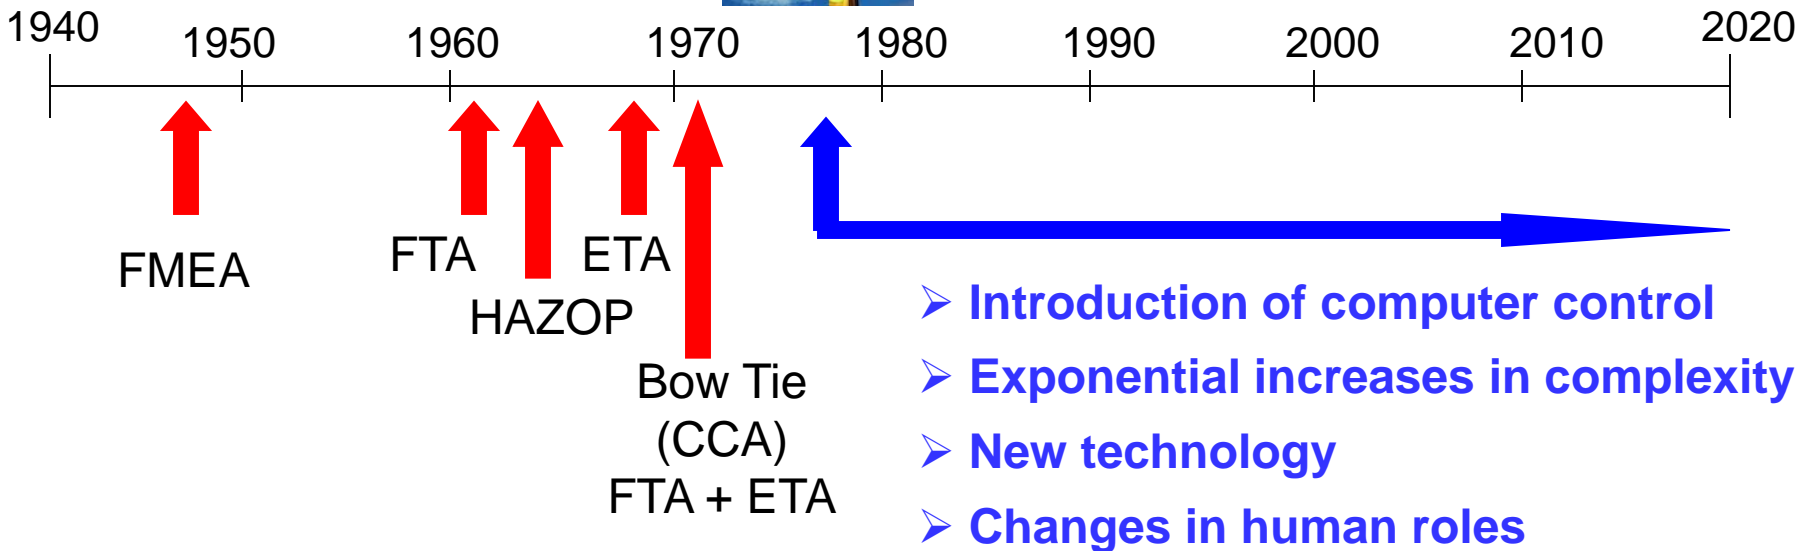 1940 1950 1960 1970 1980 1990 2000 2010 2020
FMEA
FTA
ETA
HAZOP
Bow Tie
(CCA)
FTA + ETA
➢ Introduction of computer control
➢ Exponential increases in complexity
➢ New technology
➢ Changes in human roles